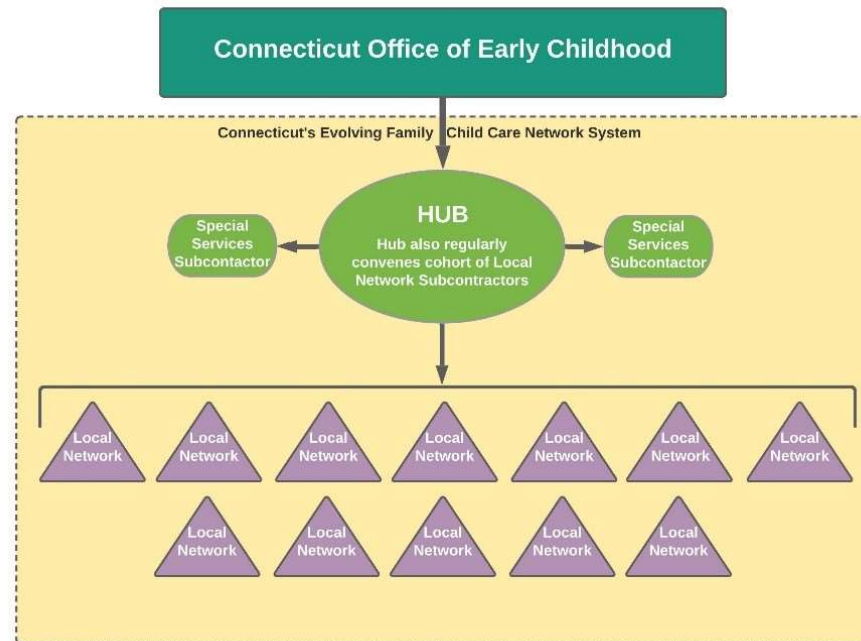 Connecticut Office of Early Childhood
Connecticut's Evolving Family Child Care Network System
HUB
Hub also regularly
convenes cohort of Local
Network Subcontractors
Special
Services
Subcontactor
Special
Services
Subcontactor
Local
Network
Local
Network
Local
Network
Local
Network
Local
Network
Local
Network
Local
Network
Local
Network
Local
Network
Local
Network
Local
Network
Local
Network